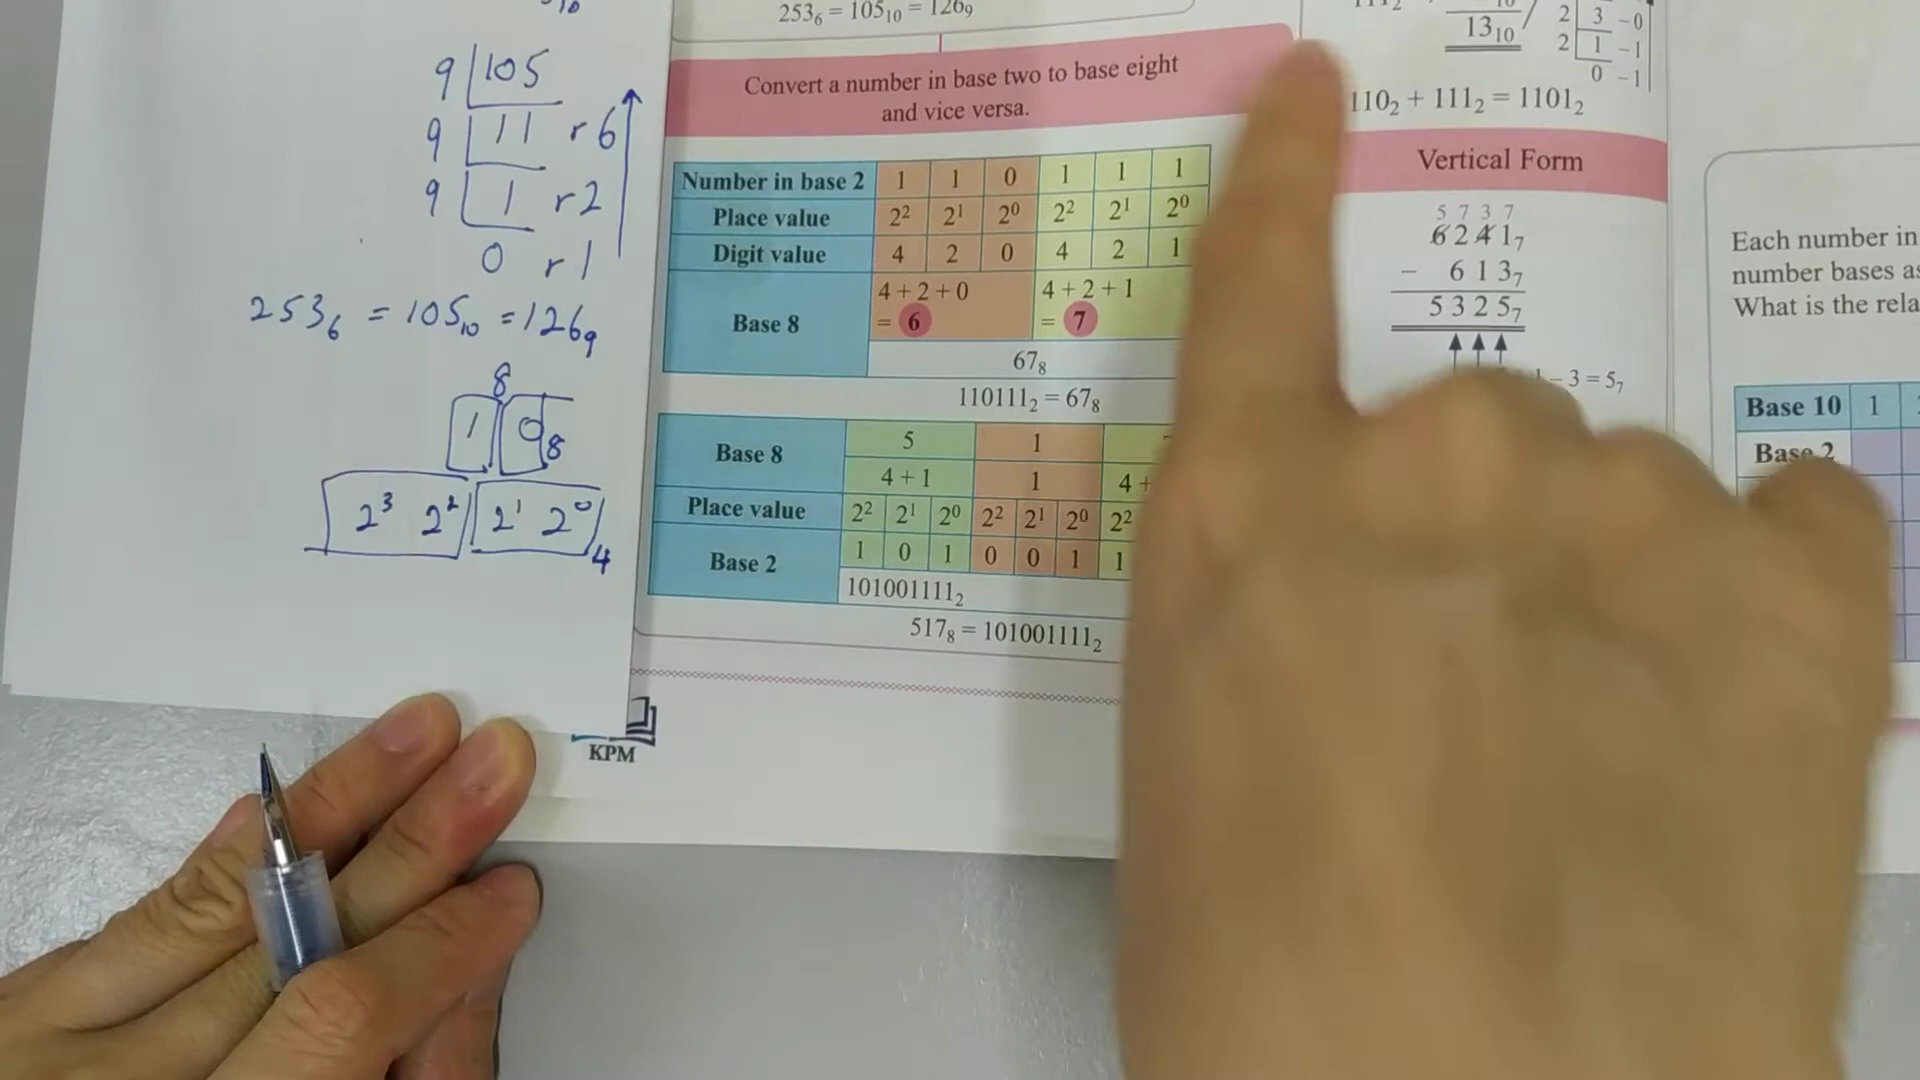 10
9 105
9 11 r6
9 1 r2
0 r1
253₆ = 105₁₀ = 126₉
8
1 0 8
2³ 2² 2¹ 2⁰ 4
253₆ = 105₁₀ = 126₉
Convert a number in base two to base eight
and vice versa.
Number in base 2 1 1 0 1 1 1
Place value 2² 2¹ 2⁰ 2² 2¹ 2⁰
Digit value 4 2 0 4 2 1
Base 8 4 + 2 + 0 4 + 2 + 1
= 6 = 7
67₈
110111₂ = 67₈
Base 8 5 1
4 + 1 1 4 +
Place value 2² 2¹ 2⁰ 2² 2¹ 2⁰ 2²
Base 2 1 0 1 0 0 1 1
101001111₂
517₈ = 101001111₂
KPM
13₁₀
2 3 – 0
2 1 – 1
0 – 1
110₂ + 111₂ = 1101₂
Vertical Form
5 7 3 7
6 2 4 1₇
– 6 1 3₇
5 3 2 5₇
– 3 = 5₇
Each number in
number bases as
What is the rela
Base 10 1
Base 2